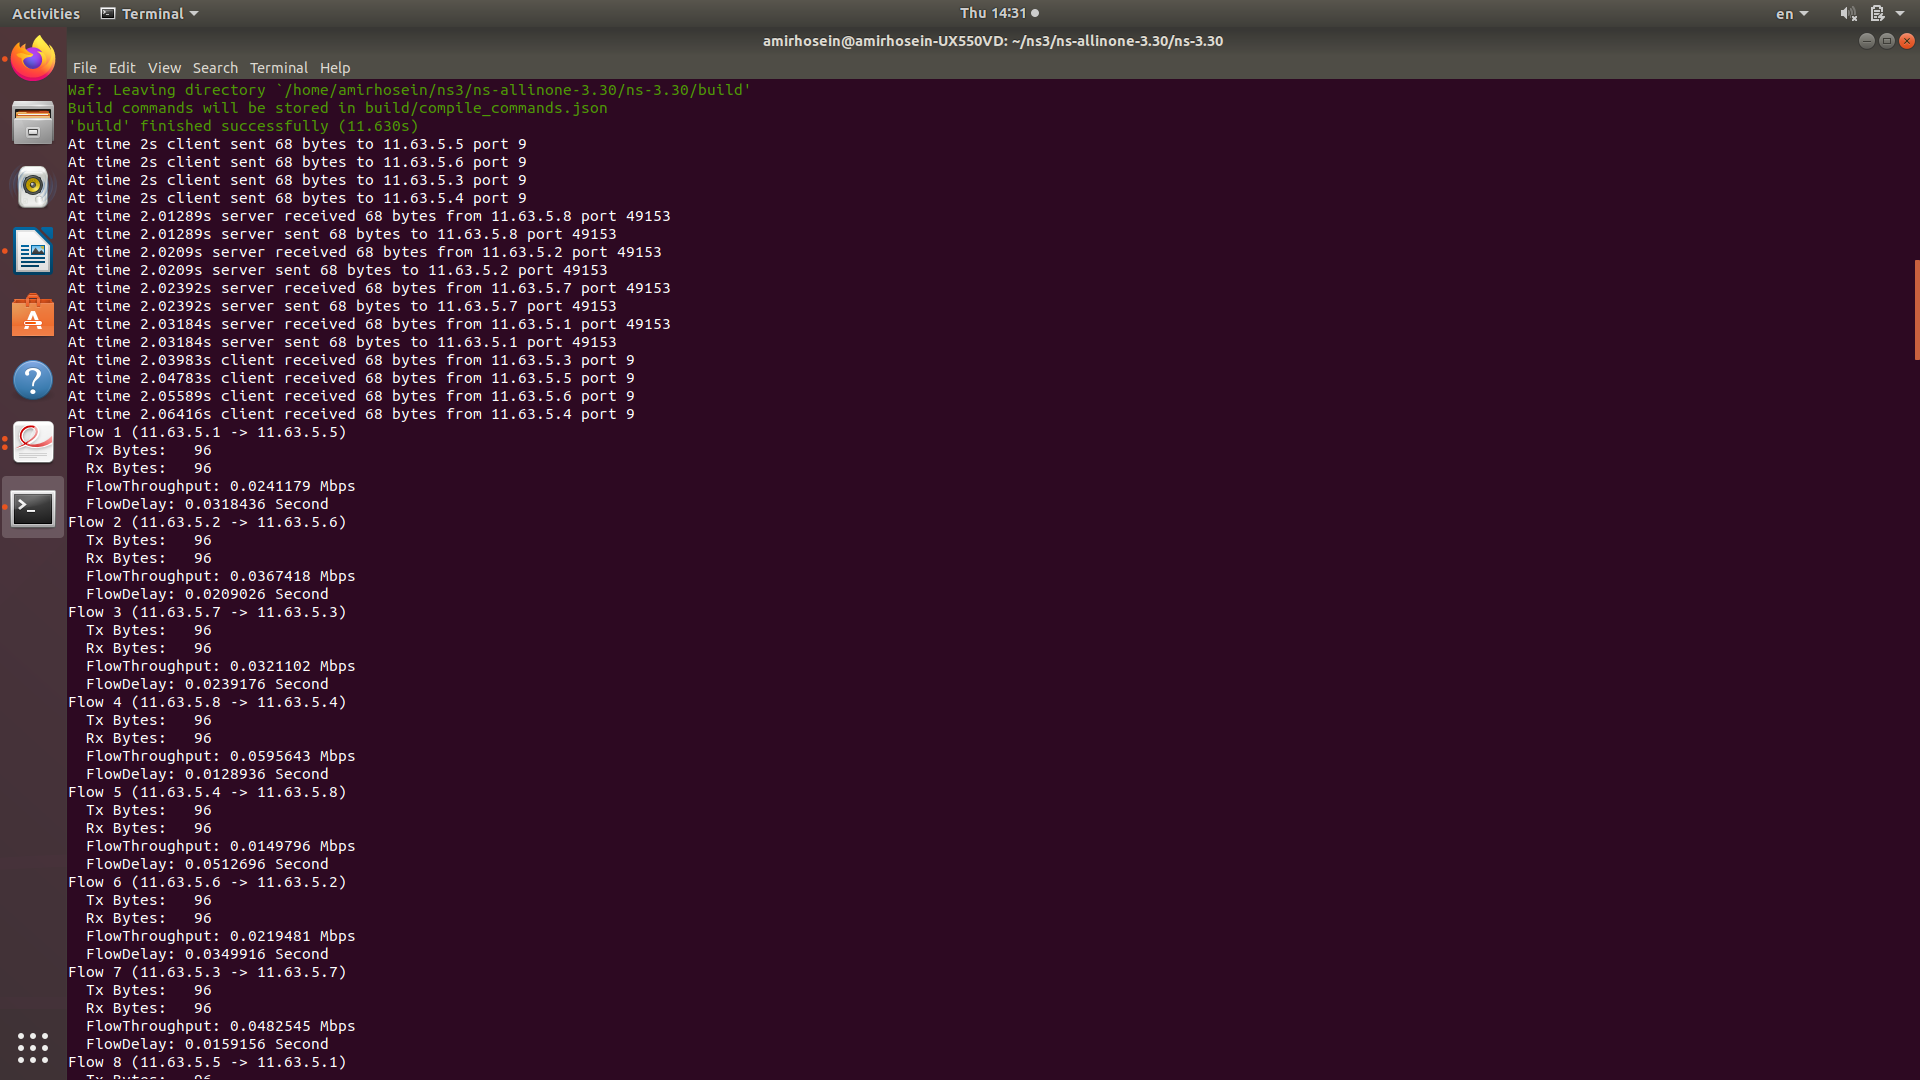 Activities Terminal Thu 14:31 en
amirhosein@amirhosein-UX550VD: ~/ns3/ns-allinone-3.30/ns-3.30
File Edit View Search Terminal Help
Waf: Leaving directory `/home/amirhosein/ns3/ns-allinone-3.30/ns-3.30/build'
Build commands will be stored in build/compile_commands.json
'build' finished successfully (11.630s)
At time 2s client sent 68 bytes to 11.63.5.5 port 9
At time 2s client sent 68 bytes to 11.63.5.6 port 9
At time 2s client sent 68 bytes to 11.63.5.3 port 9
At time 2s client sent 68 bytes to 11.63.5.4 port 9
At time 2.01289s server received 68 bytes from 11.63.5.8 port 49153
At time 2.01289s server sent 68 bytes to 11.63.5.8 port 49153
At time 2.0209s server received 68 bytes from 11.63.5.2 port 49153
At time 2.0209s server sent 68 bytes to 11.63.5.2 port 49153
At time 2.02392s server received 68 bytes from 11.63.5.7 port 49153
At time 2.02392s server sent 68 bytes to 11.63.5.7 port 49153
At time 2.03184s server received 68 bytes from 11.63.5.1 port 49153
At time 2.03184s server sent 68 bytes to 11.63.5.1 port 49153
At time 2.03983s client received 68 bytes from 11.63.5.3 port 9
At time 2.04783s client received 68 bytes from 11.63.5.5 port 9
At time 2.05589s client received 68 bytes from 11.63.5.6 port 9
At time 2.06416s client received 68 bytes from 11.63.5.4 port 9
Flow 1 (11.63.5.1 -> 11.63.5.5)
Tx Bytes: 96
Rx Bytes: 96
FlowThroughput: 0.0241179 Mbps
FlowDelay: 0.0318436 Second
Flow 2 (11.63.5.2 -> 11.63.5.6)
Tx Bytes: 96
Rx Bytes: 96
FlowThroughput: 0.0367418 Mbps
FlowDelay: 0.0209026 Second
Flow 3 (11.63.5.7 -> 11.63.5.3)
Tx Bytes: 96
Rx Bytes: 96
FlowThroughput: 0.0321102 Mbps
FlowDelay: 0.0239176 Second
Flow 4 (11.63.5.8 -> 11.63.5.4)
Tx Bytes: 96
Rx Bytes: 96
FlowThroughput: 0.0595643 Mbps
FlowDelay: 0.0128936 Second
Flow 5 (11.63.5.4 -> 11.63.5.8)
Tx Bytes: 96
Rx Bytes: 96
FlowThroughput: 0.0149796 Mbps
FlowDelay: 0.0512696 Second
Flow 6 (11.63.5.6 -> 11.63.5.2)
Tx Bytes: 96
Rx Bytes: 96
FlowThroughput: 0.0219481 Mbps
FlowDelay: 0.0349916 Second
Flow 7 (11.63.5.3 -> 11.63.5.7)
Tx Bytes: 96
Rx Bytes: 96
FlowThroughput: 0.0482545 Mbps
FlowDelay: 0.0159156 Second
Flow 8 (11.63.5.5 -> 11.63.5.1)
Tx Bytes: 96